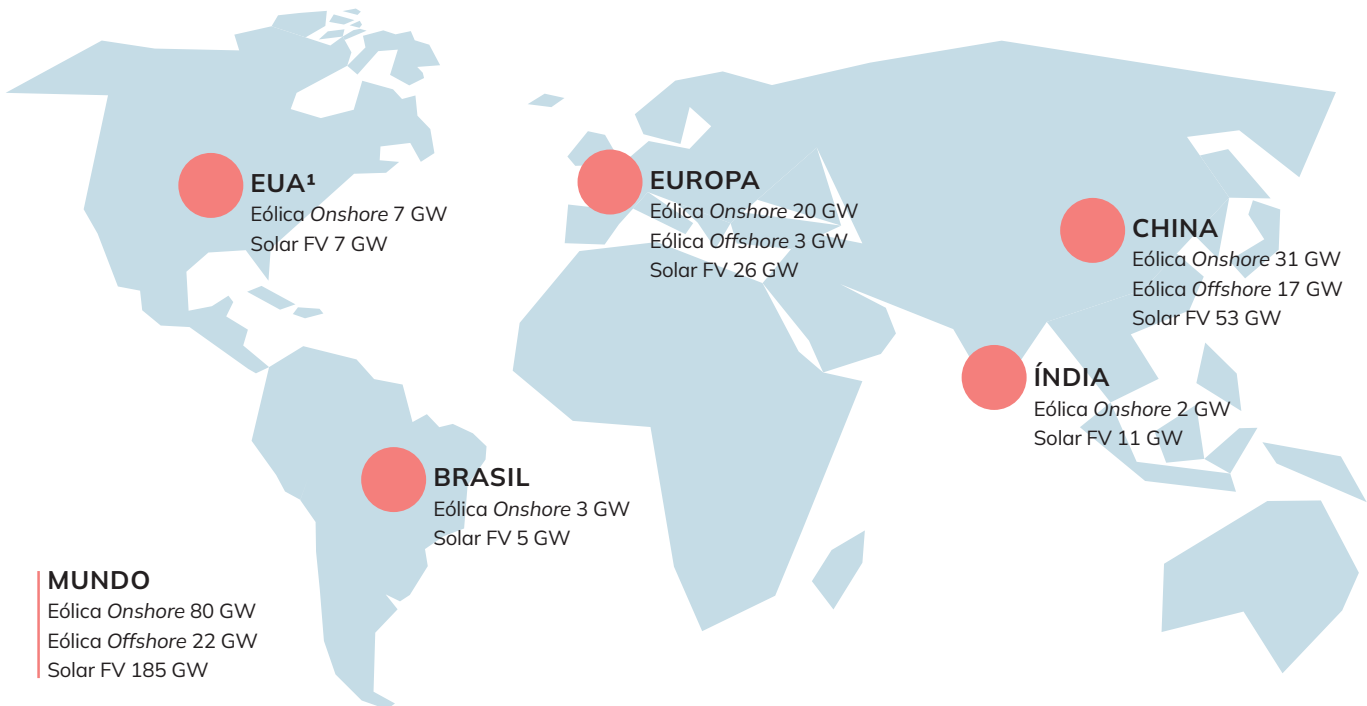 EUA¹
Eólica Onshore 7 GW
Solar FV 7 GW
EUROPA
Eólica Onshore 20 GW
Eólica Offshore 3 GW
Solar FV 26 GW
CHINA
Eólica Onshore 31 GW
Eólica Offshore 17 GW
Solar FV 53 GW
ÍNDIA
Eólica Onshore 2 GW
Solar FV 11 GW
BRASIL
Eólica Onshore 3 GW
Solar FV 5 GW
MUNDO
Eólica Onshore 80 GW
Eólica Offshore 22 GW
Solar FV 185 GW